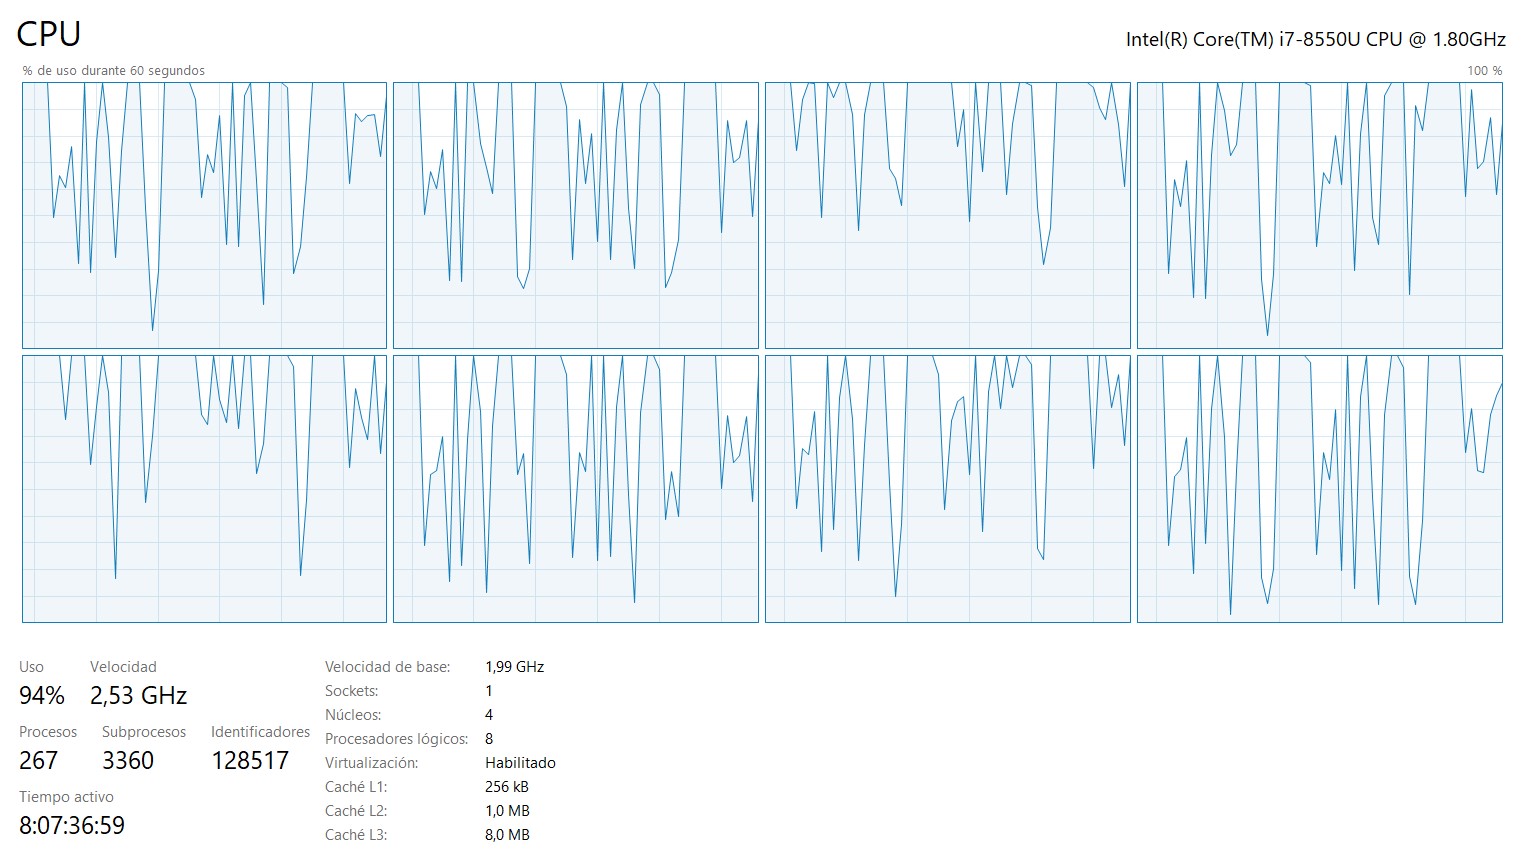 CPU
Intel(R) Core(TM) i7-8550U CPU @ 1.80GHz
% de uso durante 60 segundos
100 %
Uso
Velocidad
94%
2,53 GHz
Procesos
Subprocesos
Identificadores
267
3360
128517
Tiempo activo
8:07:36:59
Velocidad de base:
1,99 GHz
Sockets:
1
Núcleos:
4
Procesadores lógicos:
8
Virtualización:
Habilitado
Caché L1:
256 kB
Caché L2:
1,0 MB
Caché L3:
8,0 MB